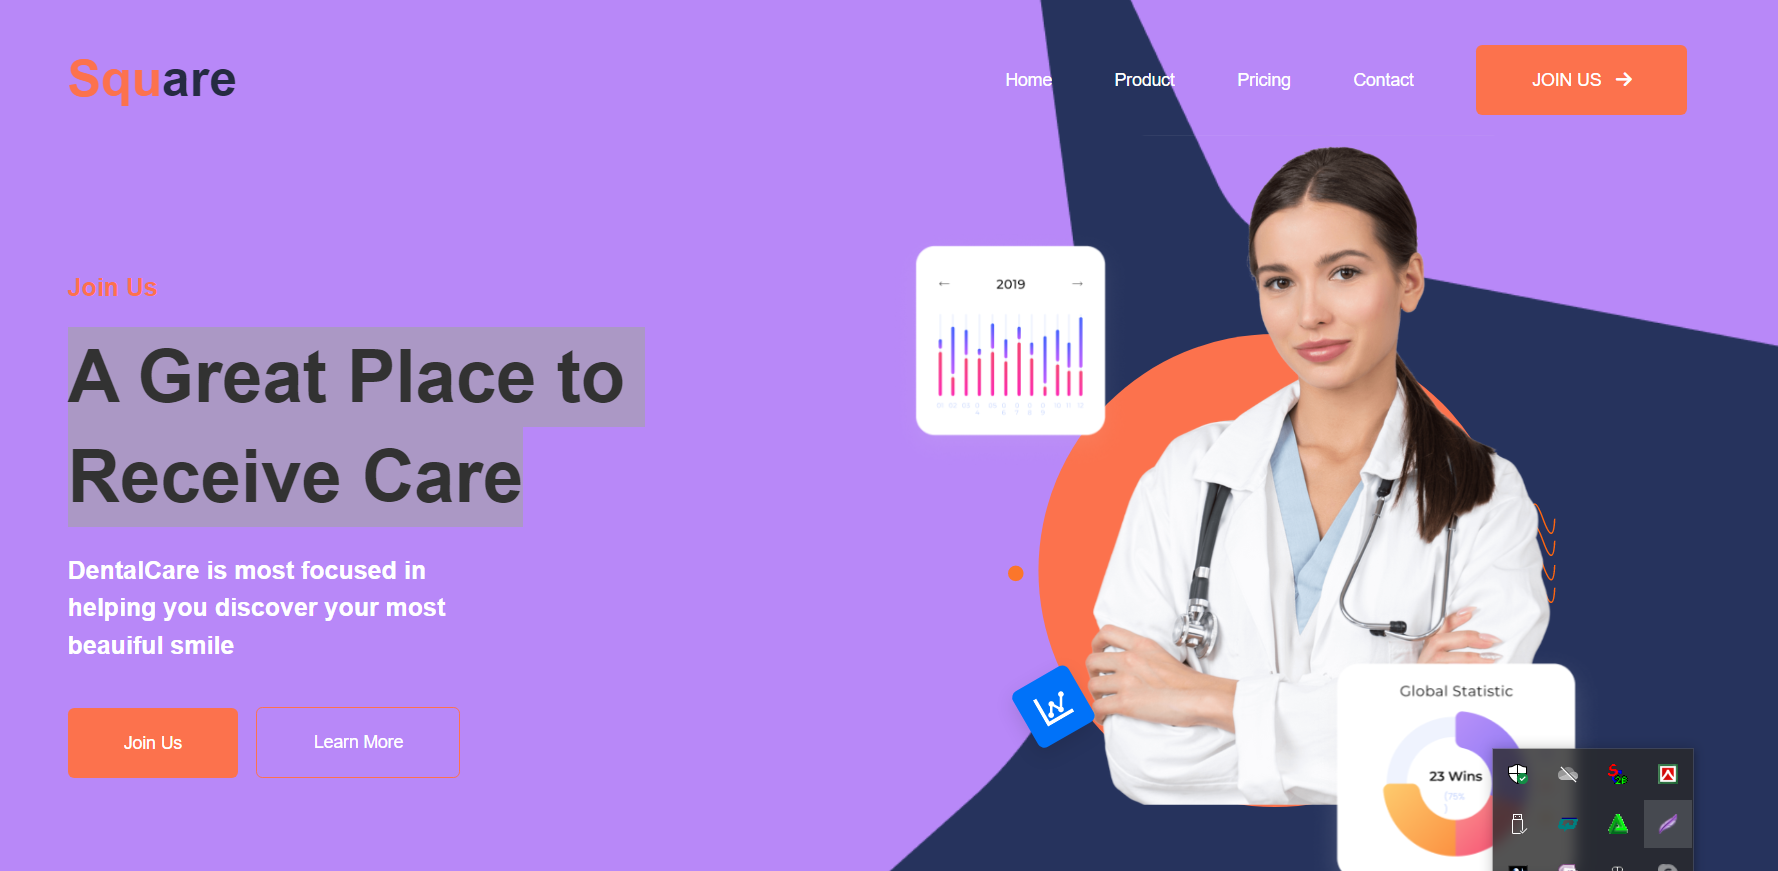 Square
Home
Product
Pricing
Contact
JOIN US
Join Us
A Great Place to
Receive Care
DentalCare is most focused in
helping you discover your most
beauiful smile
Join Us
Learn More
← 2019 →
Global Statistic
23 Wins
(75%
)